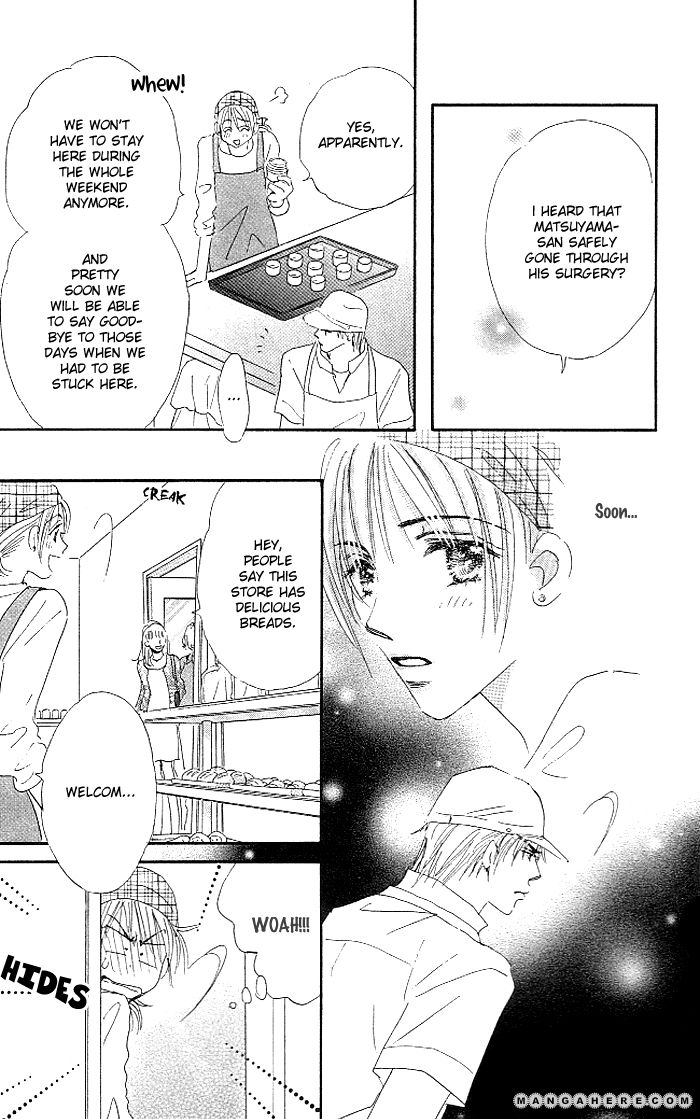 I HEARD THAT
MATSUYAMA-
SAN SAFELY
GONE THROUGH
HIS SURGERY?
YES,
APPARENTLY.
Whew!
WE WON'T
HAVE TO STAY
HERE DURING
THE WHOLE
WEEKEND
ANYMORE.
AND
PRETTY
SOON WE
WILL BE ABLE
TO SAY GOOD-
BYE TO THOSE
DAYS WHEN WE
HAD TO BE
STUCK HERE.
...
Soon...
CREAK
HEY,
PEOPLE
SAY THIS
STORE HAS
DELICIOUS
BREADS.
WELCOM...
WOAH!!!
HIDES
MANGAHERE.COM